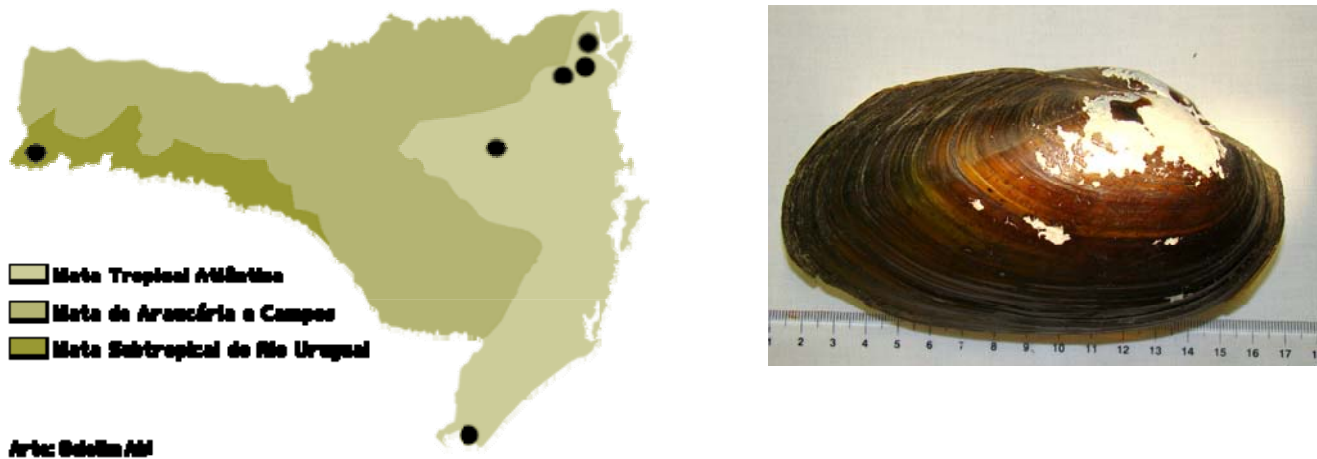 Mata Tropical Atlântica
Mata de Araucária e Campos
Mata Subtropical do Rio Uruguai
Arte:
1 2 3 4 5 6 7 8 9 10 11 12 13 14 15 16 17